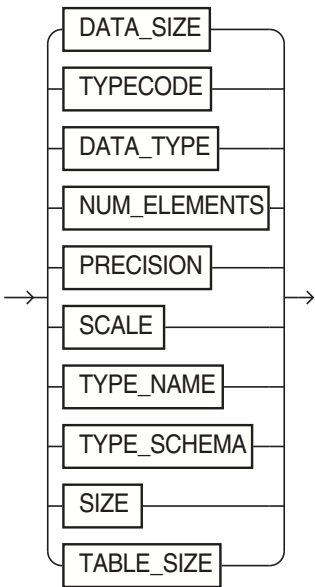 DATA_SIZE
TYPECODE
DATA_TYPE
NUM_ELEMENTS
PRECISION
SCALE
TYPE_NAME
TYPE_SCHEMA
SIZE
TABLE_SIZE